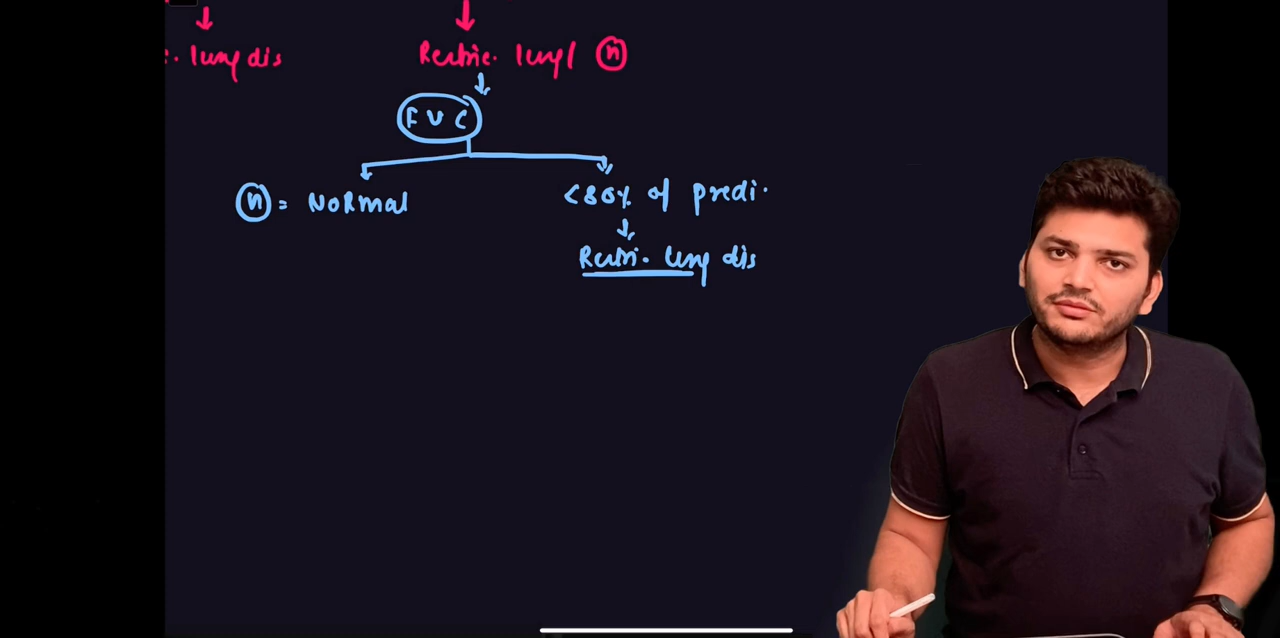 . lung dis
Restric. lung/ n
FVC
n = NoRmal
<80% of predi.
Restri. lung dis